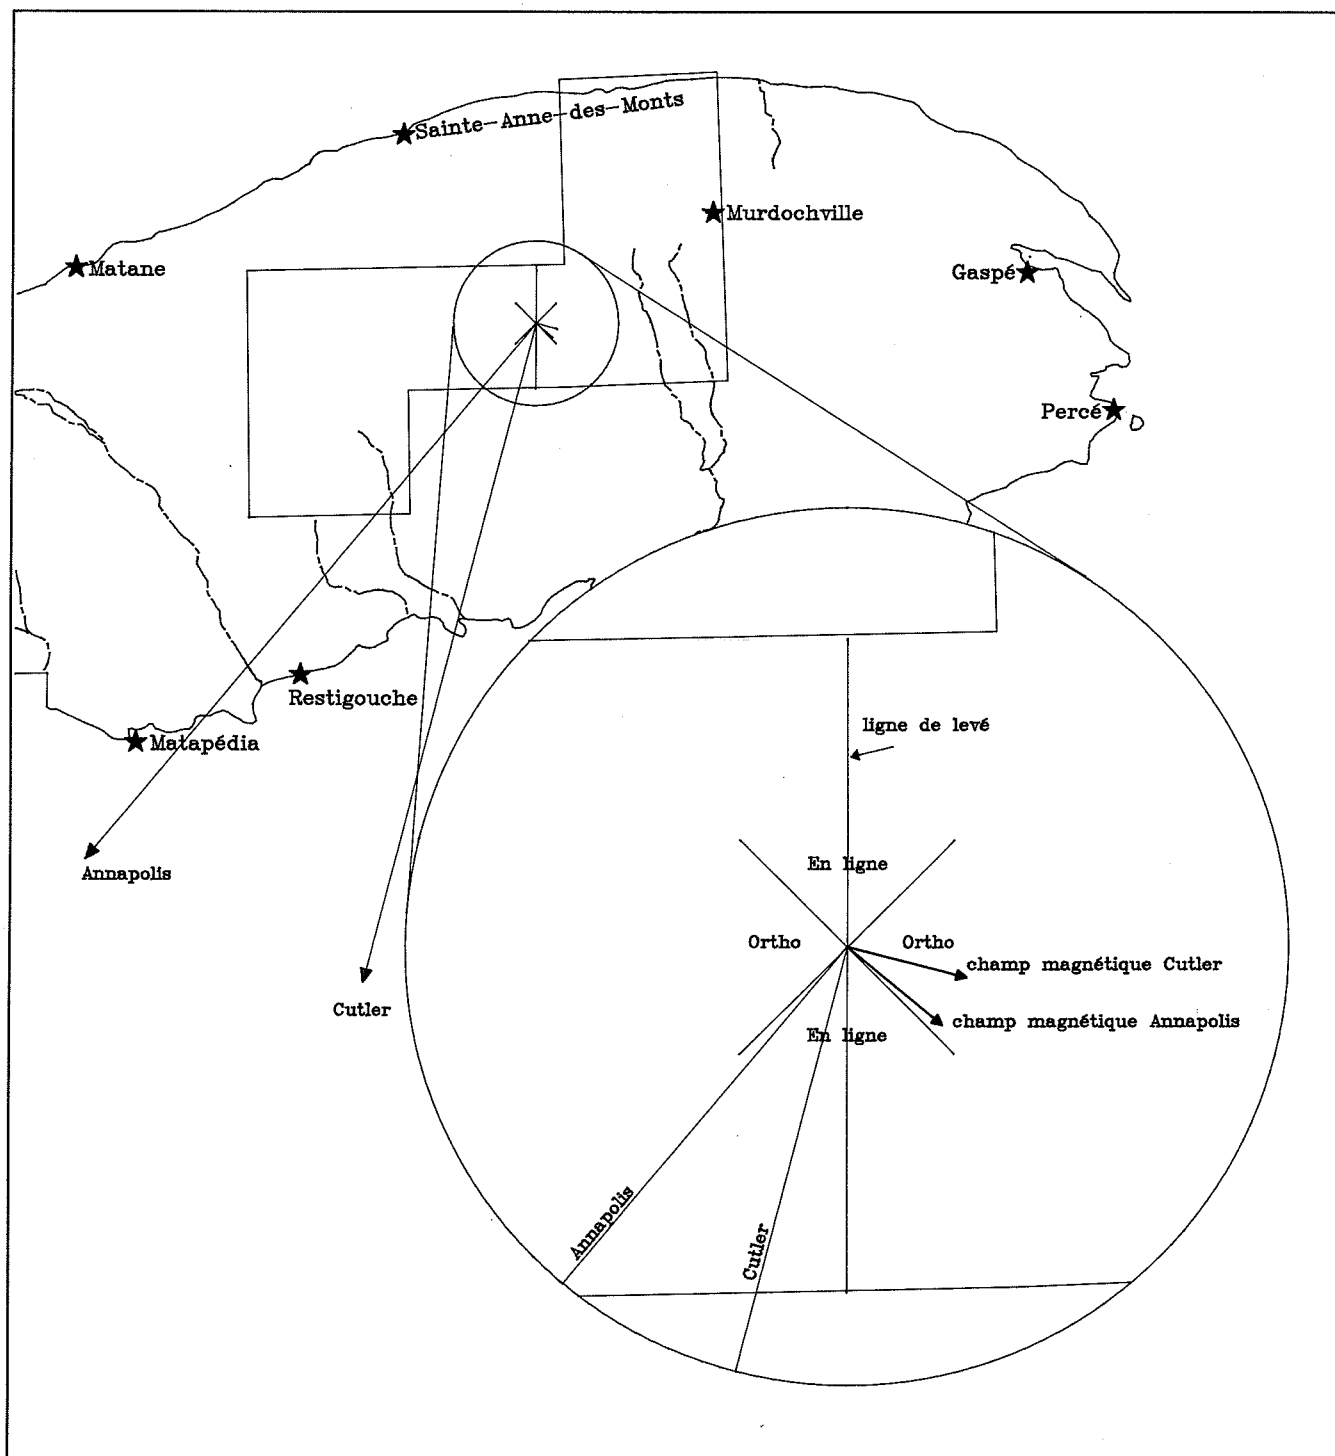 Sainte-Anne-des-Monts
Murdochville
Matane
Gaspé
Percé
Restigouche
Matapédia
Annapolis
Cutler
ligne de levé
En ligne
Ortho
Ortho
champ magnétique Cutler
champ magnétique Annapolis
En ligne
Annapolis
Cutler